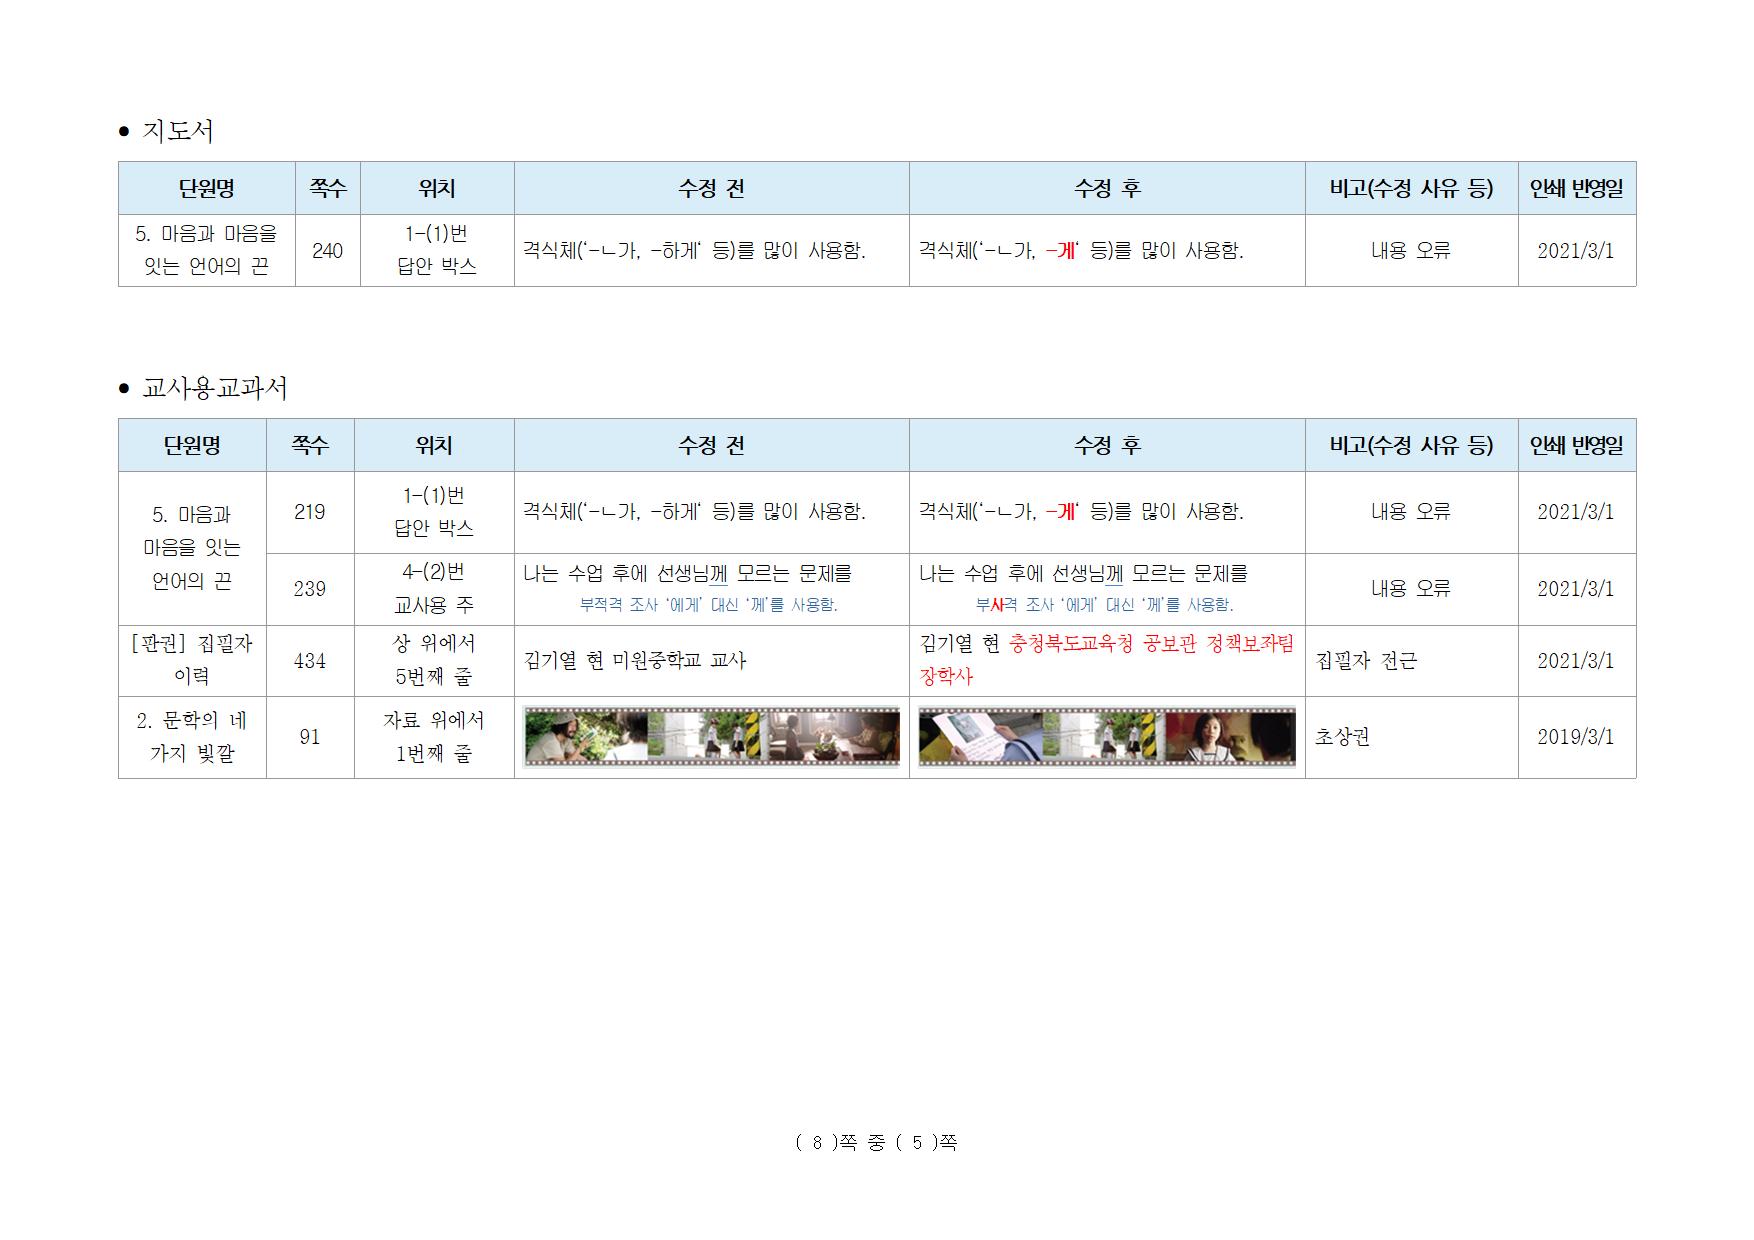 • 지도서
단원명 쪽수 위치 수정 전 수정 후 비고(수정 사유 등) 인쇄 반영일
5. 마음과 마음을
잇는 언어의 끈
240
1-(1)번
답안 박스
격식체(‘-ㄴ가, -하게‘ 등)를 많이 사용함.
격식체(‘-ㄴ가, -게‘ 등)를 많이 사용함.
내용 오류
2021/3/1
• 교사용교과서
단원명 쪽수 위치 수정 전 수정 후 비고(수정 사유 등) 인쇄 반영일
5. 마음과
마음을 잇는
언어의 끈
219
1-(1)번
답안 박스
격식체(‘-ㄴ가, -하게‘ 등)를 많이 사용함.
격식체(‘-ㄴ가, -게‘ 등)를 많이 사용함.
내용 오류
2021/3/1
239
4-(2)번
교사용 주
나는 수업 후에 선생님께 모르는 문제를
부적격 조사 ‘에게’ 대신 ‘께’를 사용함.
나는 수업 후에 선생님께 모르는 문제를
부사격 조사 ‘에게’ 대신 ‘께’를 사용함.
내용 오류
2021/3/1
[판권] 집필자
이력
434
상 위에서
5번째 줄
김기열 현 미원중학교 교사
김기열 현 충청북도교육청 공보관 정책보좌팀
장학사
집필자 전근
2021/3/1
2. 문학의 네
가지 빛깔
91
자료 위에서
1번째 줄
초상권
2019/3/1
( 8 )쪽 중 ( 5 )쪽